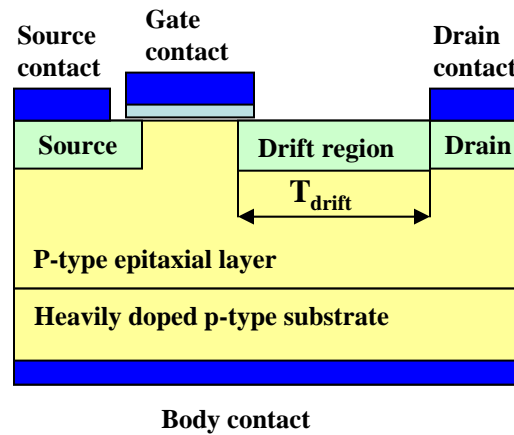 Source
contact
Gate
contact
Drain
contact
Source
Drift region
Drain
T_drift
P-type epitaxial layer
Heavily doped p-type substrate
Body contact